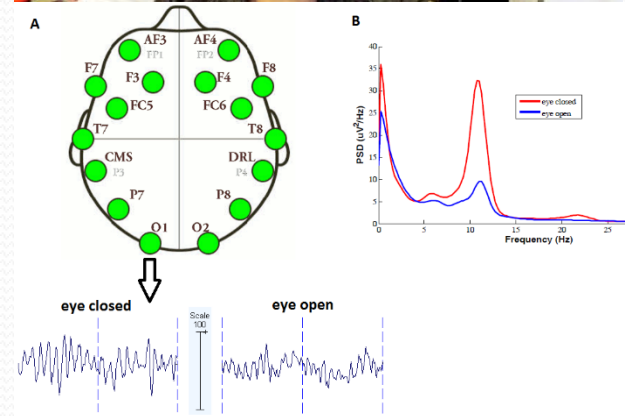 A
AF3 AF4
FP1 FP2
F7 F3 F4 F8
FC5 FC6
T7 T8
CMS DRL
P3 P4
P7 P8
O1 O2
B
PSD (uV²/Hz)
40
35
30
25
20
15
10
5
0
0 5 10 15 20 25
Frequency (Hz)
eye closed
eye open
eye closed
Scale
100
eye open